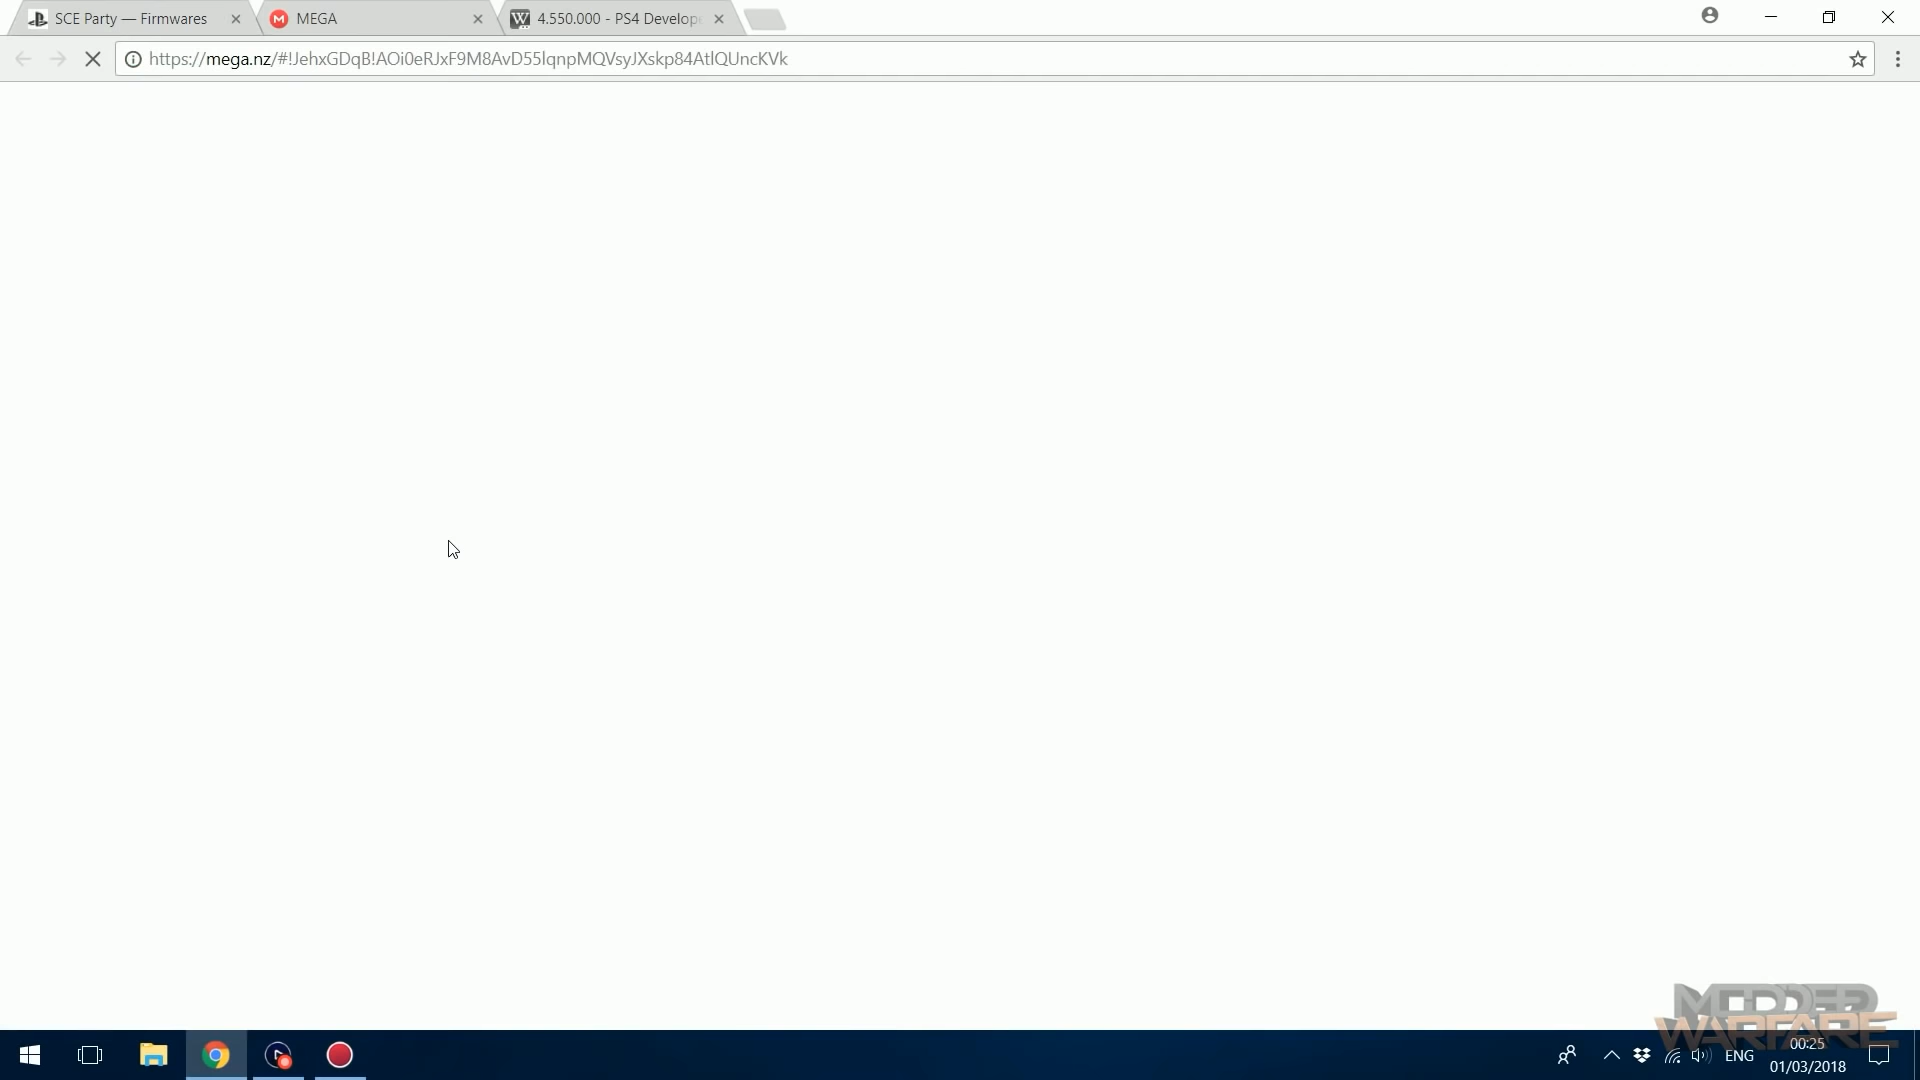 SCE Party — Firmwares
MEGA
4.550.000 - PS4 Develop
https://mega.nz/#!JehxGDqB!AOi0eRJxF9M8AvD55lqnpMQVsyJXskp84AtlQUncKVk
MODDED
WARFARE
ENG
00:25
01/03/2018